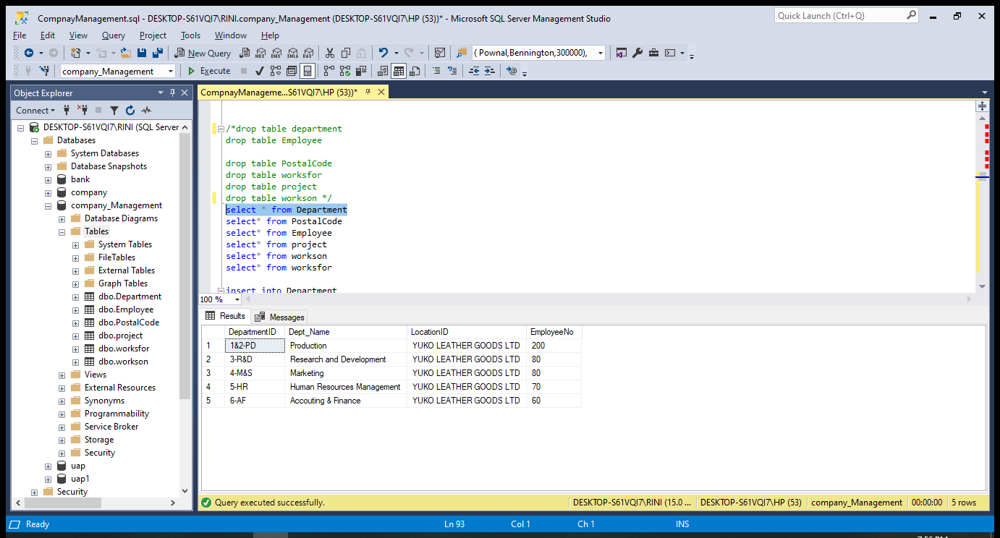 CompnayManagement.sql - DESKTOP-S61VQI7\RINI.company_Management (DESKTOP-S61VQI7\HP (53))* - Microsoft SQL Server Management Studio
Quick Launch (Ctrl+Q)
File Edit View Query Project Tools Window Help
New Query MDX DMX XMLA DAX ( Pownal,Bennington,300000),
company_Management Execute
Object Explorer
Connect
DESKTOP-S61VQI7\RINI (SQL Server
Databases
System Databases
Database Snapshots
bank
company
company_Management
Database Diagrams
Tables
System Tables
FileTables
External Tables
Graph Tables
dbo.Department
dbo.Employee
dbo.PostalCode
dbo.project
dbo.worksfor
dbo.workson
Views
External Resources
Synonyms
Programmability
Service Broker
Storage
Security
uap
uap1
Security
CompnayManageme...S61VQI7\HP (53))*
/*drop table department
drop table Employee
drop table PostalCode
drop table worksfor
drop table project
drop table workson */
select * from Department
select* from PostalCode
select* from Employee
select* from project
select* from workson
select* from worksfor
insert into Department
100 %
Results Messages
DepartmentID Dept_Name LocationID EmployeeNo
1 1&2-PD Production YUKO LEATHER GOODS LTD 200
2 3-R&D Research and Development YUKO LEATHER GOODS LTD 80
3 4-M&S Marketing YUKO LEATHER GOODS LTD 80
4 5-HR Human Resources Management YUKO LEATHER GOODS LTD 70
5 6-AF Accouting & Finance YUKO LEATHER GOODS LTD 60
Query executed successfully. DESKTOP-S61VQI7\RINI (15.0 ... DESKTOP-S61VQI7\HP (53) company_Management 00:00:00 5 rows
Ready Ln 93 Col 1 Ch 1 INS